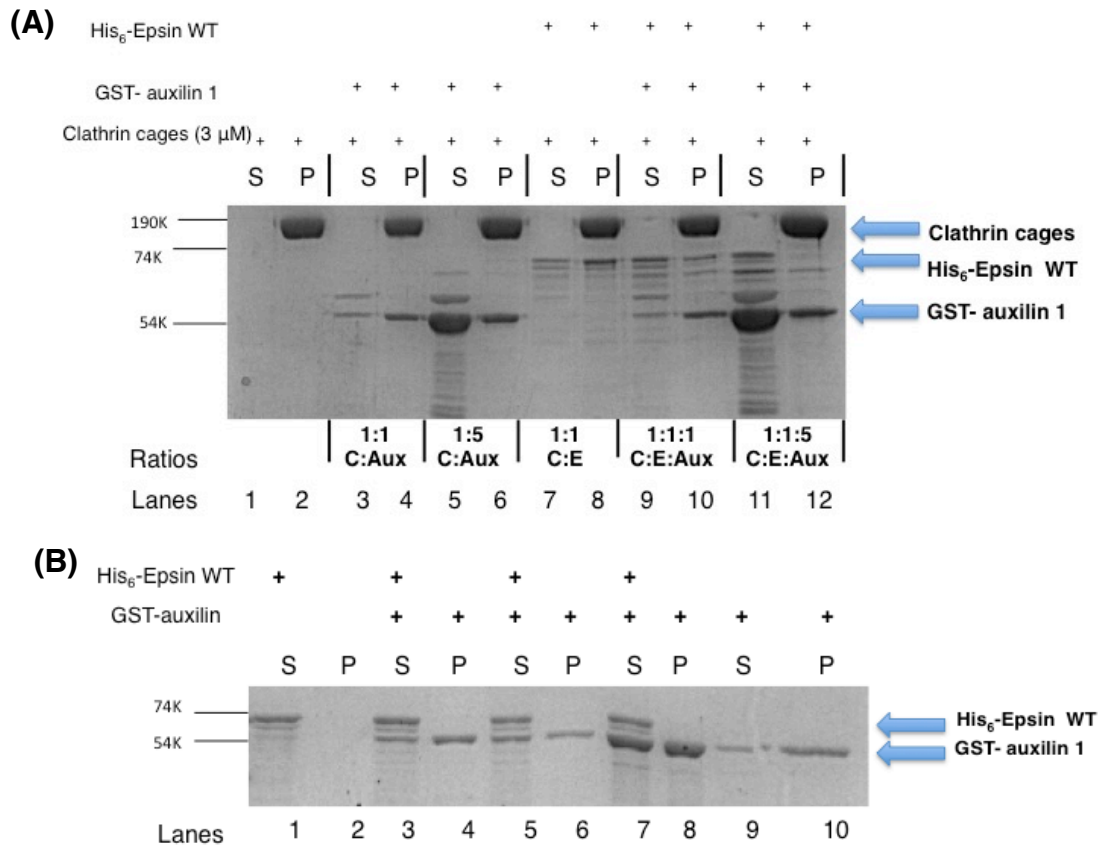 (A)
His6-Epsin WT + + + + + +
GST- auxilin 1 + + + + + + + +
Clathrin cages (3 µM) + + + + + + + + + +
S P S P S P S P S P S P
190K
74K
54K
Clathrin cages
His6-Epsin WT
GST- auxilin 1
Ratios
1:1 1:5 1:1 1:1:1 1:1:5
C:Aux C:Aux C:E C:E:Aux C:E:Aux
Lanes 1 2 3 4 5 6 7 8 9 10 11 12
(B)
His6-Epsin WT + + + +
GST-auxilin + + + + + + + +
S P S P S P S P S P
74K
54K
His6-Epsin WT
GST- auxilin 1
Lanes 1 2 3 4 5 6 7 8 9 10